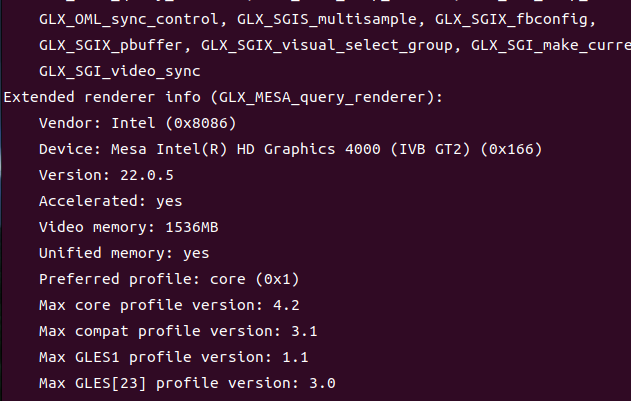 GLX_OML_sync_control, GLX_SGIS_multisample, GLX_SGIX_fbconfig,
GLX_SGIX_pbuffer, GLX_SGIX_visual_select_group, GLX_SGI_make_curre
GLX_SGI_video_sync
Extended renderer info (GLX_MESA_query_renderer):
Vendor: Intel (0x8086)
Device: Mesa Intel(R) HD Graphics 4000 (IVB GT2) (0x166)
Version: 22.0.5
Accelerated: yes
Video memory: 1536MB
Unified memory: yes
Preferred profile: core (0x1)
Max core profile version: 4.2
Max compat profile version: 3.1
Max GLES1 profile version: 1.1
Max GLES[23] profile version: 3.0